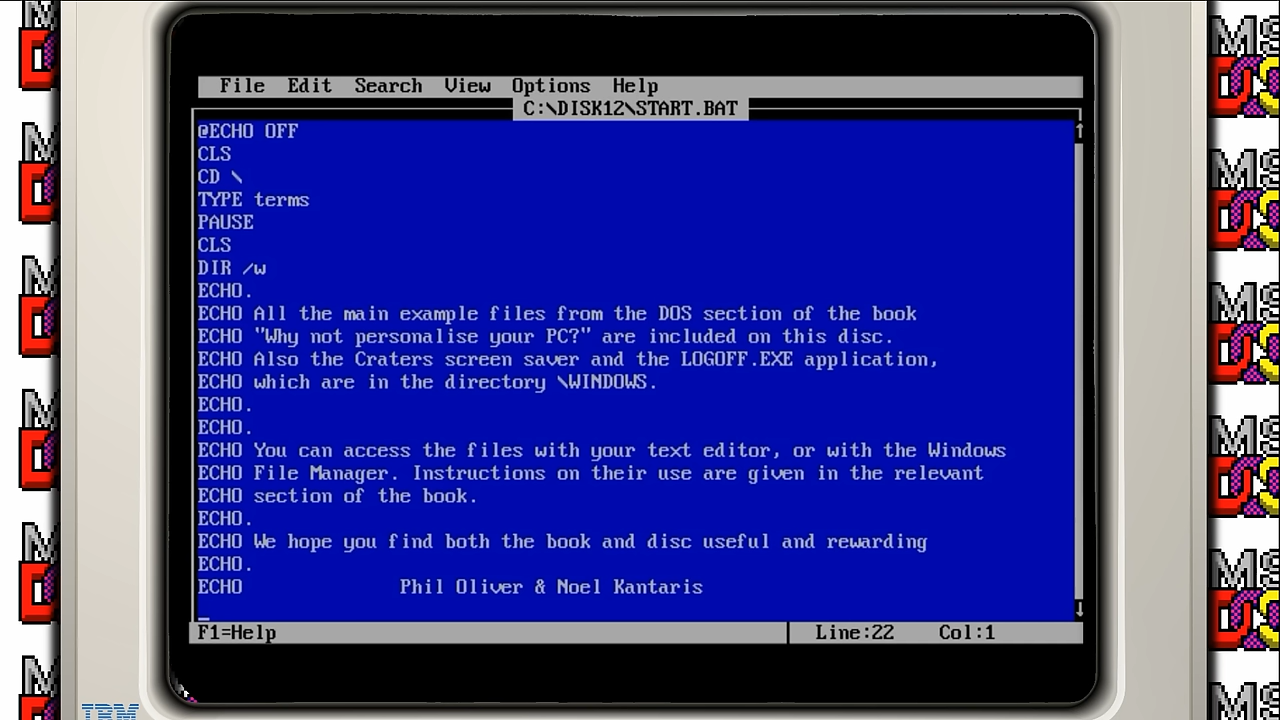 File Edit Search View Options Help
C:\DISK12\START.BAT
@ECHO OFF
CLS
CD \
TYPE terms
PAUSE
CLS
DIR /w
ECHO.
ECHO All the main example files from the DOS section of the book
ECHO "Why not personalise your PC?" are included on this disc.
ECHO Also the Craters screen saver and the LOGOFF.EXE application,
ECHO which are in the directory \WINDOWS.
ECHO.
ECHO.
ECHO You can access the files with your text editor, or with the Windows
ECHO File Manager. Instructions on their use are given in the relevant
ECHO section of the book.
ECHO.
ECHO We hope you find both the book and disc useful and rewarding
ECHO.
ECHO Phil Oliver & Noel Kantaris
F1=Help Line:22 Col:1
IBM